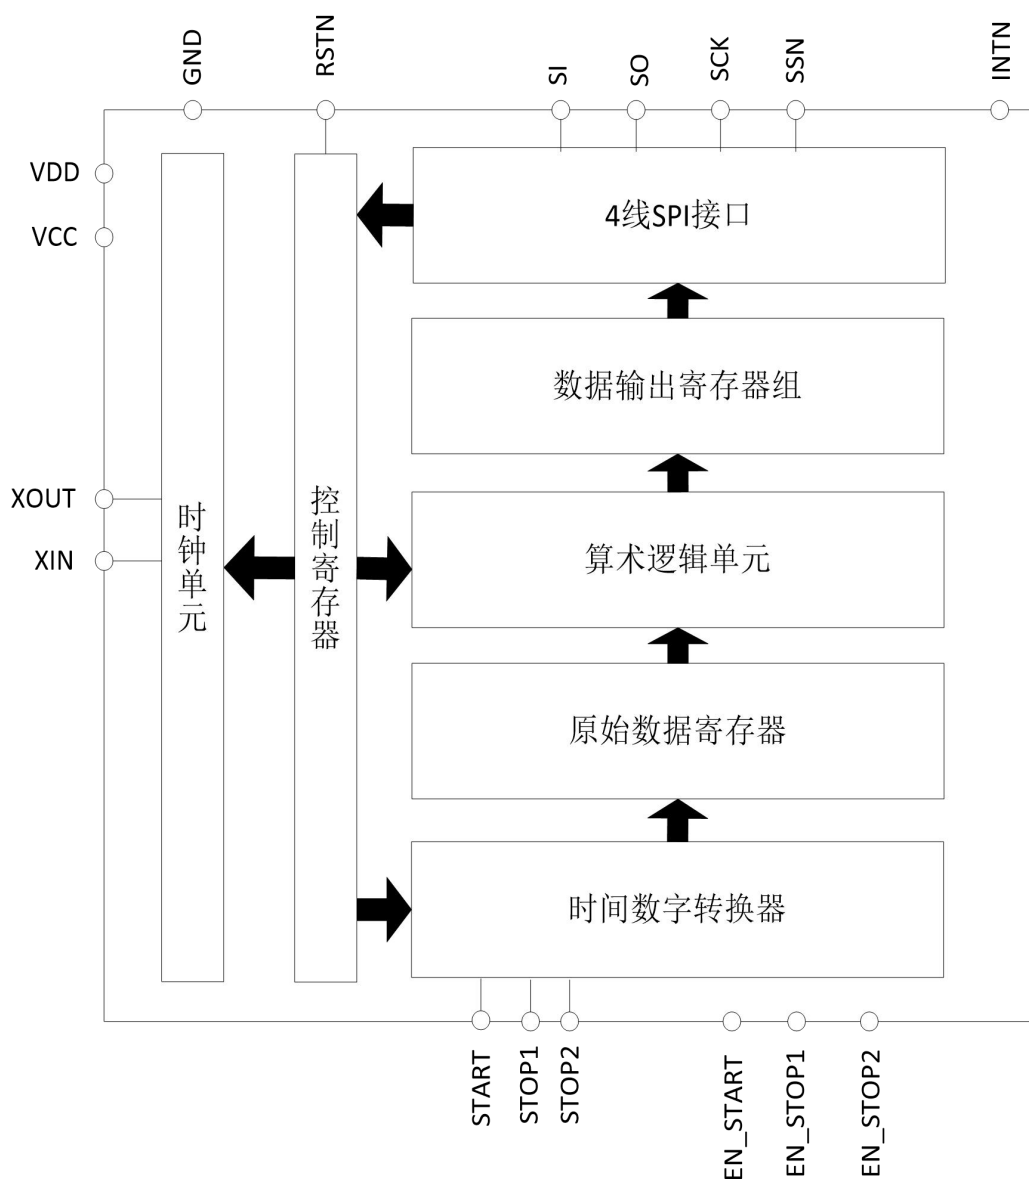 GND
RSTN
SI
SO
SCK
SSN
INTN
VDD
VCC
XOUT
XIN
时钟单元
控制寄存器
4线SPI接口
数据输出寄存器组
算术逻辑单元
原始数据寄存器
时间数字转换器
START
STOP1
STOP2
EN_START
EN_STOP1
EN_STOP2